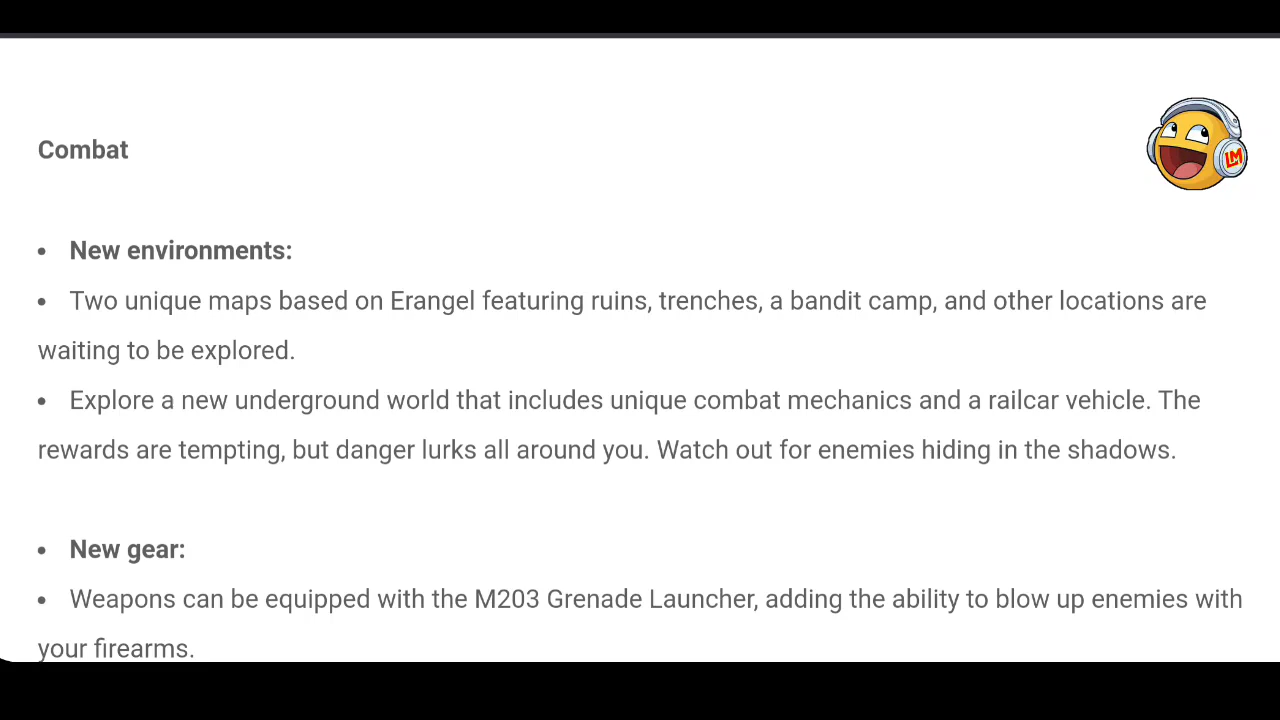 Combat
LM
• New environments:
• Two unique maps based on Erangel featuring ruins, trenches, a bandit camp, and other locations are
waiting to be explored.
• Explore a new underground world that includes unique combat mechanics and a railcar vehicle. The
rewards are tempting, but danger lurks all around you. Watch out for enemies hiding in the shadows.
• New gear:
• Weapons can be equipped with the M203 Grenade Launcher, adding the ability to blow up enemies with
your firearms.